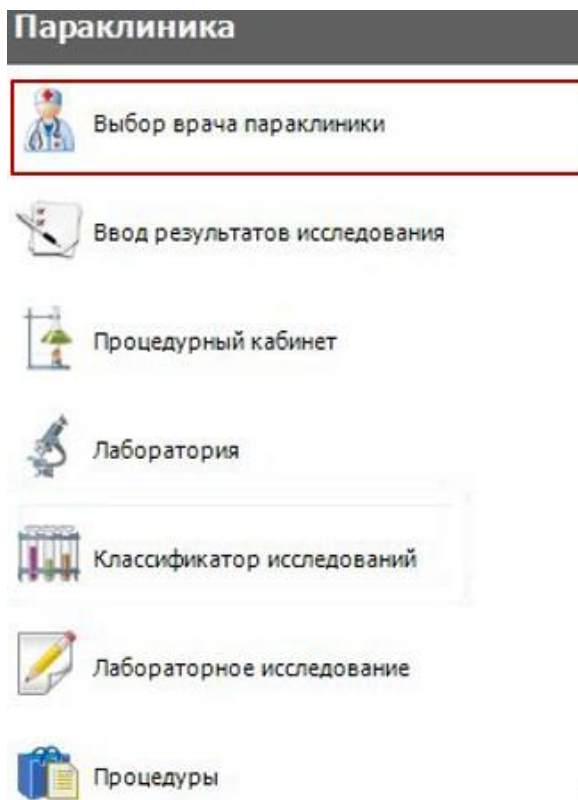 Параклиника
Выбор врача параклиники
Ввод результатов исследования
Процедурный кабинет
Лаборатория
Классификатор исследований
Лабораторное исследование
Процедуры